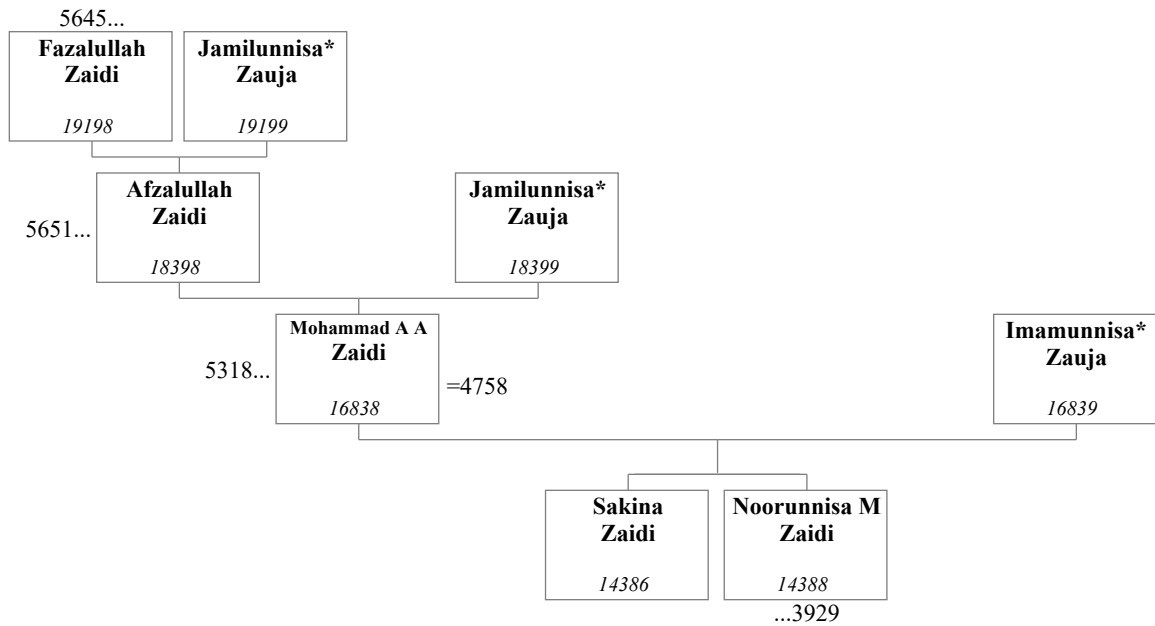 5645...
Fazalullah
Zaidi
19198
Jamilunnisa*
Zauja
19199
5651...
Afzalullah
Zaidi
18398
Jamilunnisa*
Zauja
18399
5318...
Mohammad A A
Zaidi
16838
=4758
Imamunnisa*
Zauja
16839
Sakina
Zaidi
14386
Noorunnisa M
Zaidi
14388
...3929